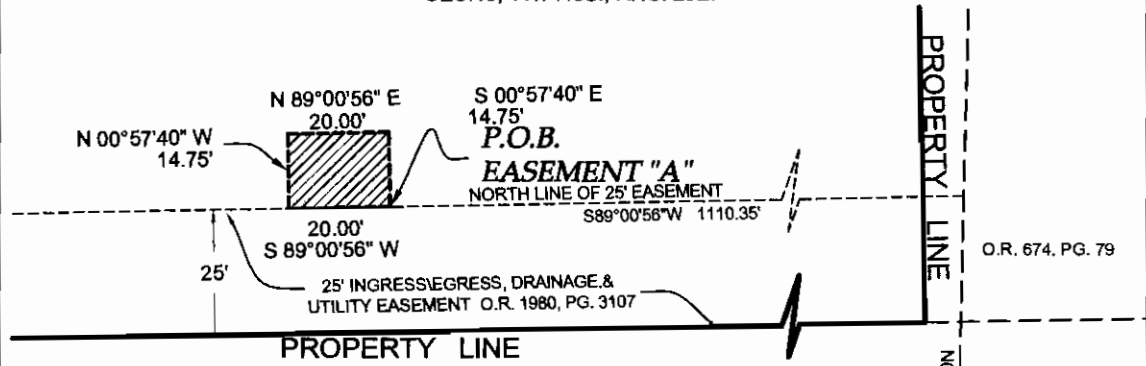 PROPERTY LINE
N 89°00'56" E
20.00'
S 00°57'40" E
14.75'
N 00°57'40" W
14.75'
P.O.B.
EASEMENT "A"
NORTH LINE OF 25' EASEMENT
S89°00'56"W 1110.35'
20.00'
S 89°00'56" W
25'
O.R. 674, PG. 79
25' INGRESS\EGRESS, DRAINAGE,&
UTILITY EASEMENT O.R. 1980, PG. 3107
PROPERTY LINE